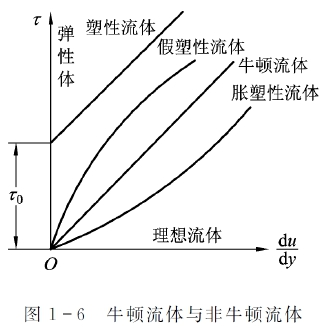 τ
弹性体
塑性流体
假塑性流体
牛顿流体
胀塑性流体
τ0
理想流体
O
du
dy
图 1-6 牛顿流体与非牛顿流体